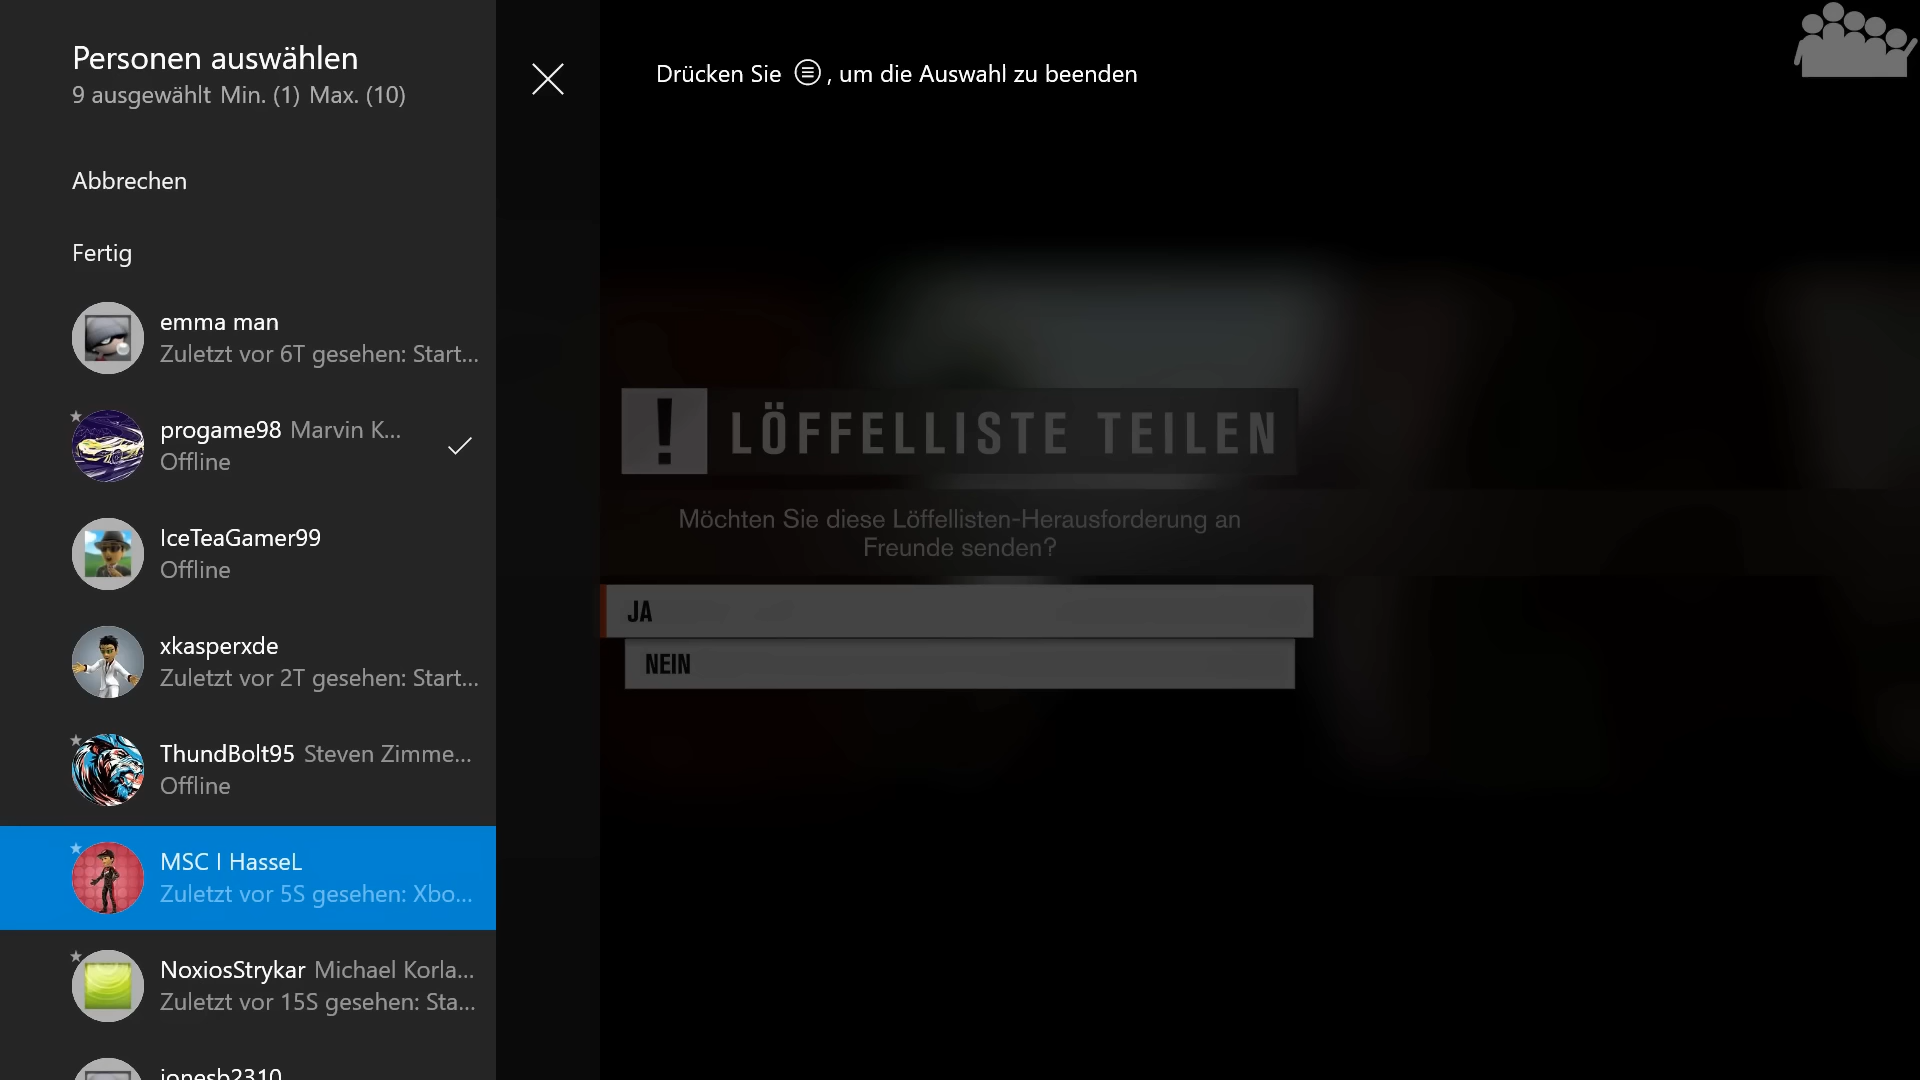 Personen auswählen
9 ausgewählt Min. (1) Max. (10)
Abbrechen
Fertig
emma man
Zuletzt vor 6T gesehen: Start...
progame98 Marvin K...
Offline
IceTeaGamer99
Offline
xkasperxde
Zuletzt vor 2T gesehen: Start...
ThundBolt95 Steven Zimme...
Offline
MSC I HasseL
Zuletzt vor 5S gesehen: Xbo...
NoxiosStrykar Michael Korla...
Zuletzt vor 15S gesehen: Sta...
jonesb2310
Drücken Sie , um die Auswahl zu beenden
! LÖFFELLISTE TEILEN
Möchten Sie diese Löffellisten-Herausforderung an
Freunde senden?
JA
NEIN